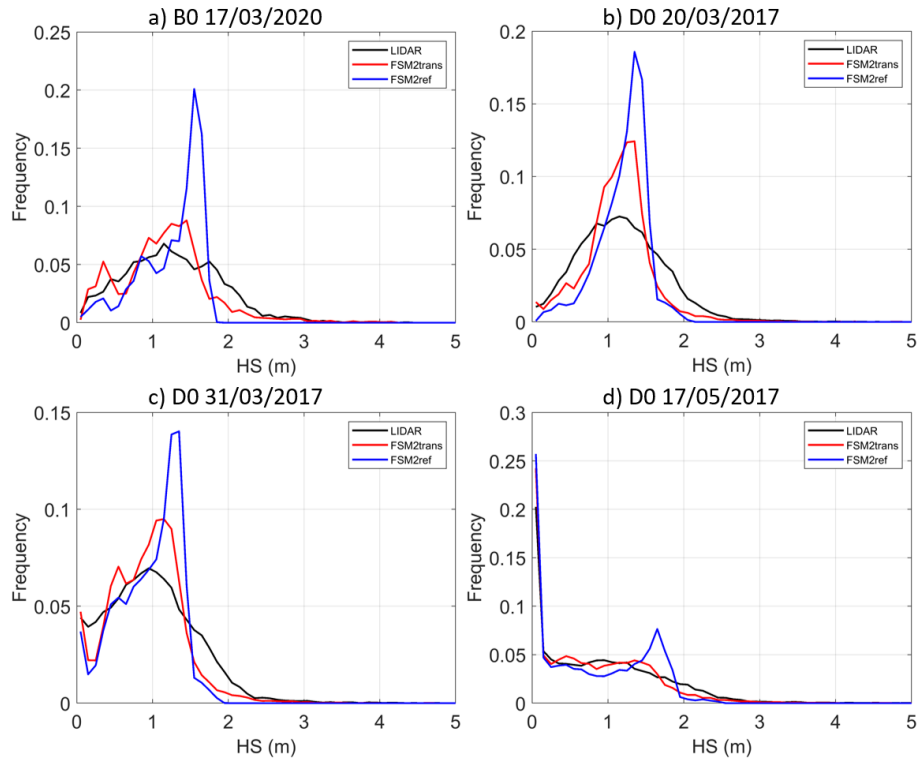 a) B0 17/03/2020
0.25
0.2
0.15
0.1
0.05
0
Frequency
LIDAR
FSM2trans
FSM2ref
0 1 2 3 4 5
HS (m)
b) D0 20/03/2017
0.2
0.15
0.1
0.05
0
Frequency
LIDAR
FSM2trans
FSM2ref
0 1 2 3 4 5
HS (m)
c) D0 31/03/2017
0.15
0.1
0.05
0
Frequency
LIDAR
FSM2trans
FSM2ref
0 1 2 3 4 5
HS (m)
d) D0 17/05/2017
0.3
0.25
0.2
0.15
0.1
0.05
0
Frequency
LIDAR
FSM2trans
FSM2ref
0 1 2 3 4 5
HS (m)